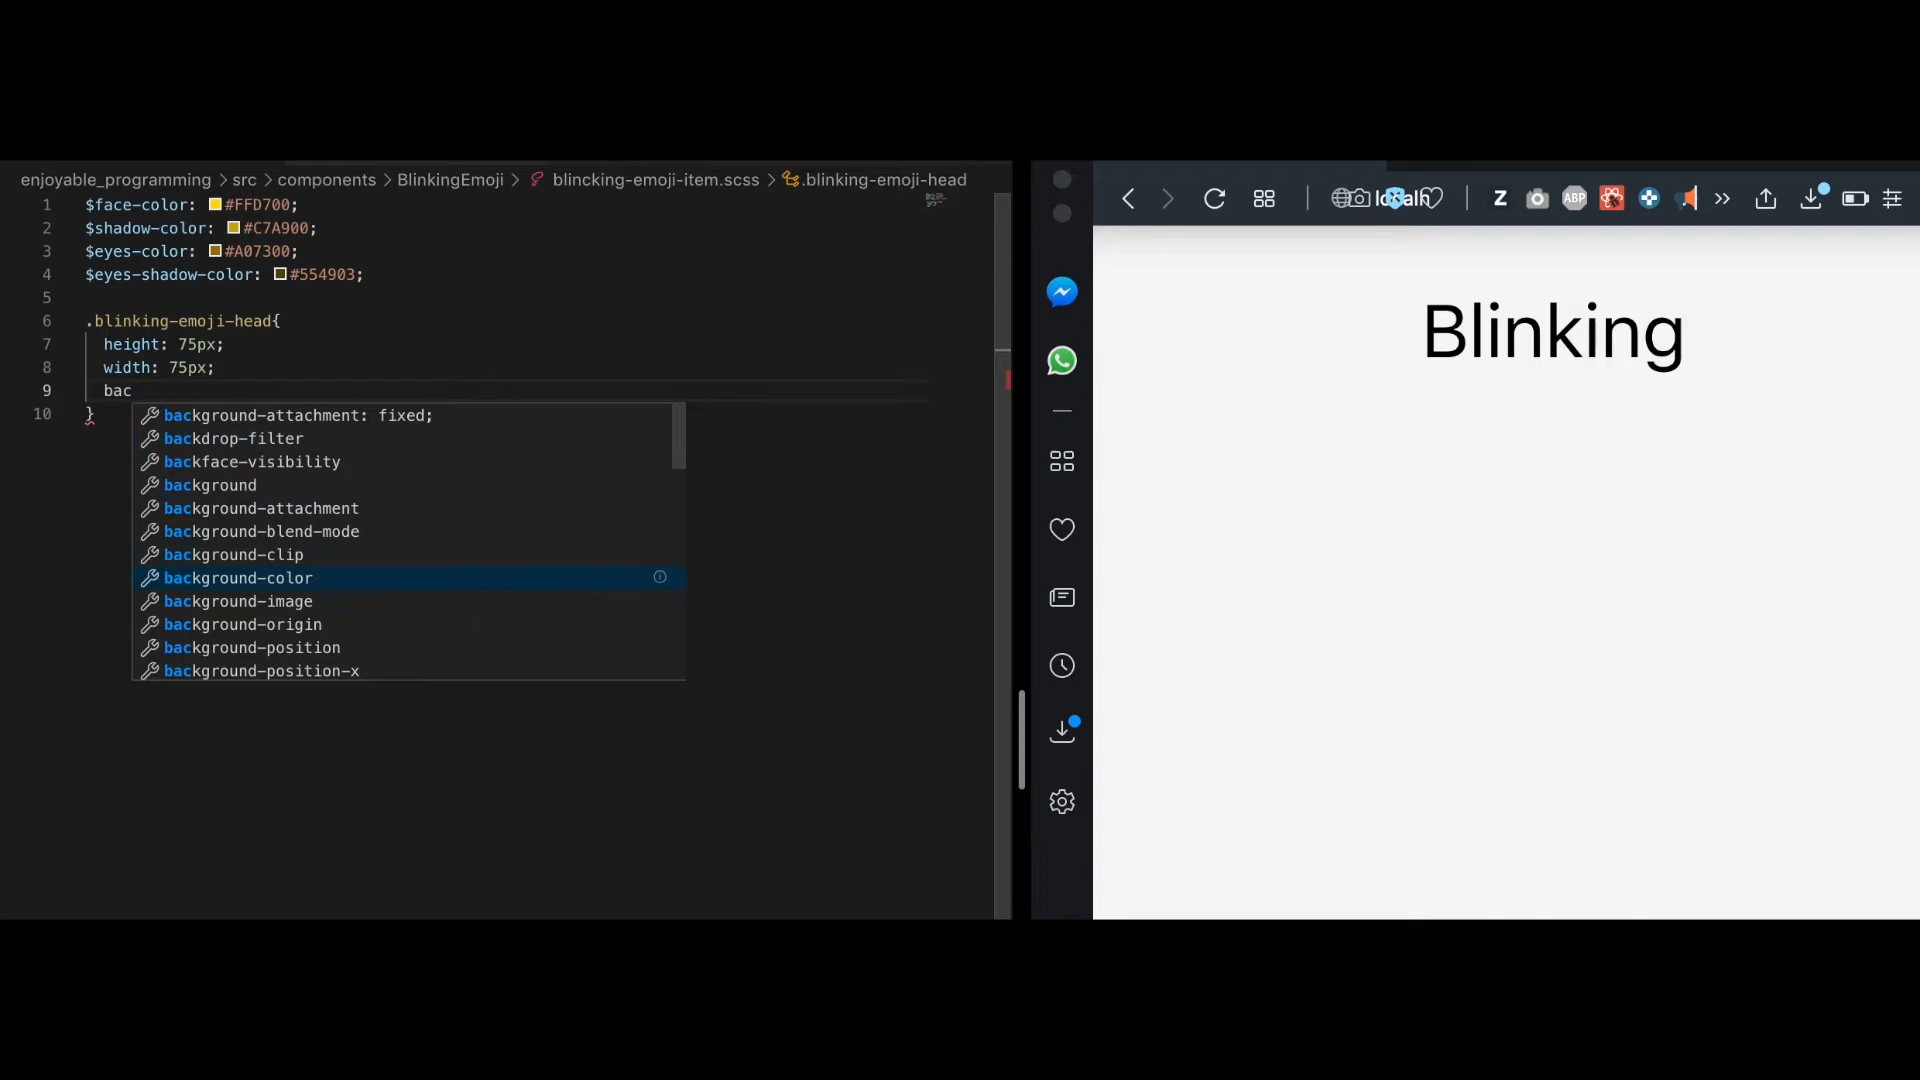 enjoyable_programming > src > components > BlinkingEmoji > blincking-emoji-item.scss > .blinking-emoji-head
1 $face-color: #FFD700;
2 $shadow-color: #C7A900;
3 $eyes-color: #A07300;
4 $eyes-shadow-color: #554903;
5
6 .blinking-emoji-head{
7 height: 75px;
8 width: 75px;
9 bac
10 }
background-attachment: fixed;
backdrop-filter
backface-visibility
background
background-attachment
background-blend-mode
background-clip
background-color
background-image
background-origin
background-position
background-position-x
localh
Z
ABP
Blinking